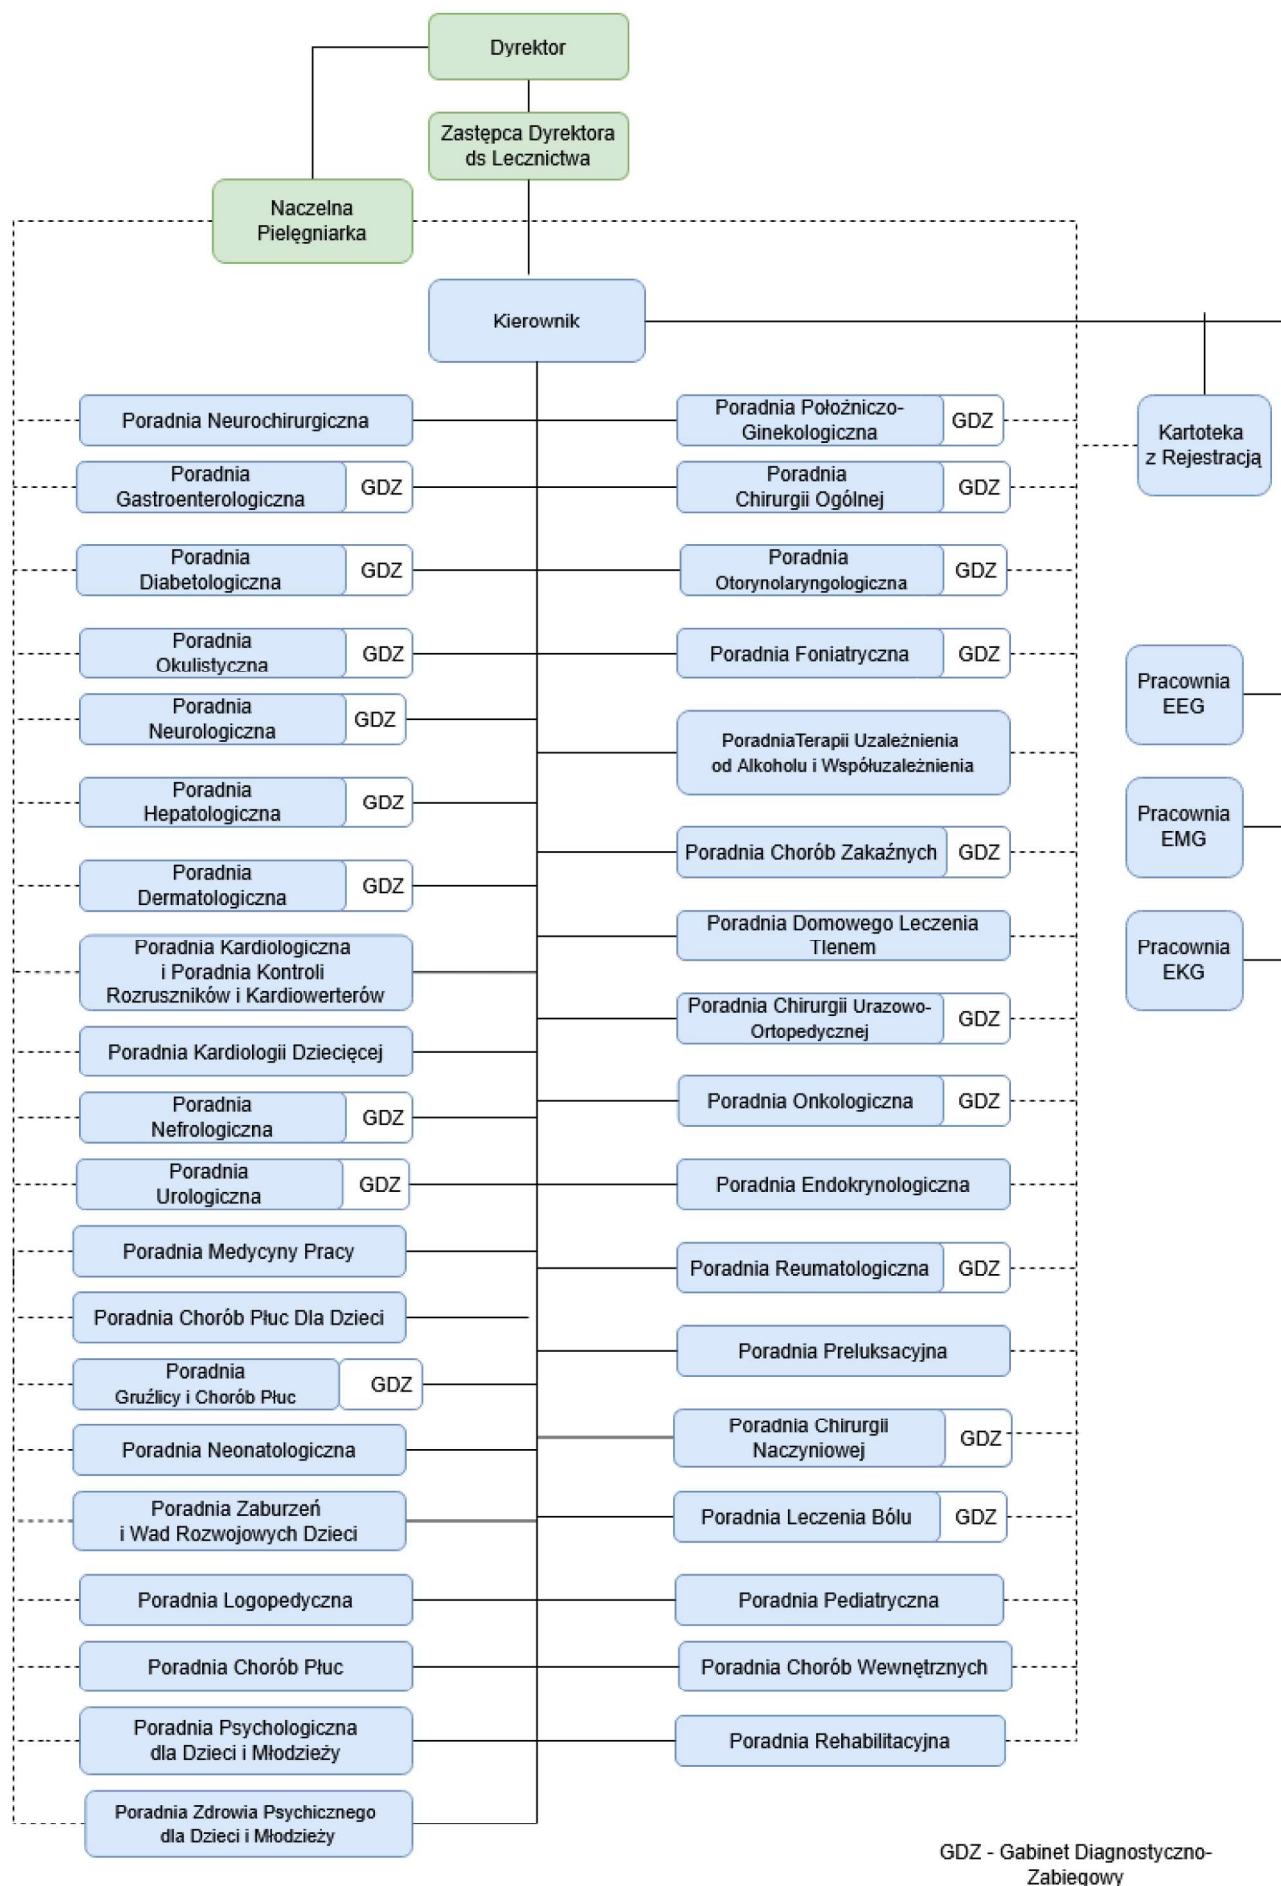 Dyrektor
Zastępca Dyrektora
ds Lecznictwa
Naczelna
Pielęgniarka
Kierownik
Poradnia Neurochirurgiczna
Poradnia
Gastroenterologiczna
GDZ
Poradnia
Diabetologiczna
GDZ
Poradnia
Okulistyczna
GDZ
Poradnia
Neurologiczna
GDZ
Poradnia
Hepatologiczna
GDZ
Poradnia
Dermatologiczna
GDZ
Poradnia Kardiologiczna
i Poradnia Kontroli
Rozruszników i Kardiowerterów
Poradnia Kardiologii Dziecięcej
Poradnia
Nefrologiczna
GDZ
Poradnia
Urologiczna
GDZ
Poradnia Medycyny Pracy
Poradnia Chorób Płuc Dla Dzieci
Poradnia
Gruźlicy i Chorób Płuc
GDZ
Poradnia Neonatologiczna
Poradnia Zaburzeń
i Wad Rozwojowych Dzieci
Poradnia Logopedyczna
Poradnia Chorób Płuc
Poradnia Psychologiczna
dla Dzieci i Młodzieży
Poradnia Zdrowia Psychicznego
dla Dzieci i Młodzieży
Poradnia Położniczo-
Ginekologiczna
GDZ
Poradnia
Chirurgii Ogólnej
GDZ
Poradnia
Otorynolaryngologiczna
GDZ
Poradnia Foniatryczna
GDZ
PoradniaTerapii Uzależnienia
od Alkoholu i Współuzależnienia
Poradnia Chorób Zakaźnych
GDZ
Poradnia Domowego Leczenia
Tlenem
Poradnia Chirurgii Urazowo-
Ortopedycznej
GDZ
Poradnia Onkologiczna
GDZ
Poradnia Endokrynologiczna
Poradnia Reumatologiczna
GDZ
Poradnia Preluksacyjna
Poradnia Chirurgii
Naczyniowej
GDZ
Poradnia Leczenia Bólu
GDZ
Poradnia Pediatryczna
Poradnia Chorób Wewnętrznych
Poradnia Rehabilitacyjna
Kartoteka
z Rejestracją
Pracownia
EEG
Pracownia
EMG
Pracownia
EKG
GDZ - Gabinet Diagnostyczno-
Zabiegowy